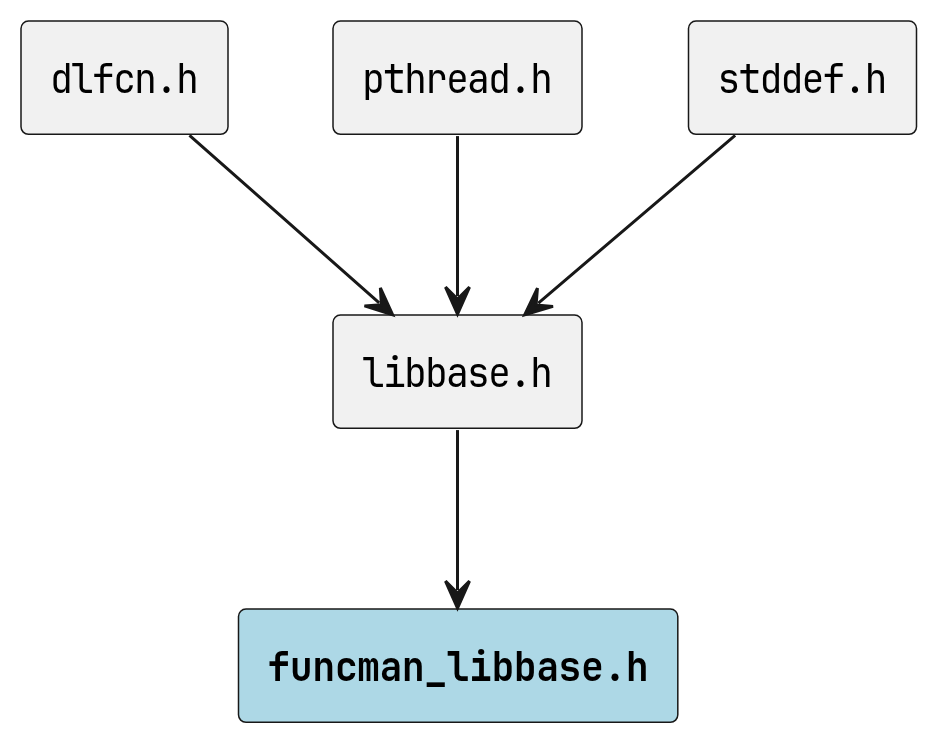 dlfcn.h
pthread.h
stddef.h
libbase.h
funcman_libbase.h